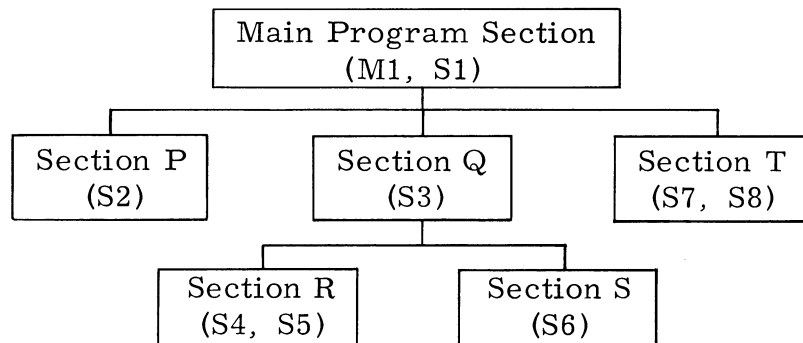 Main Program Section
(M1, S1)
Section P
(S2)
Section Q
(S3)
Section T
(S7, S8)
Section R
(S4, S5)
Section S
(S6)